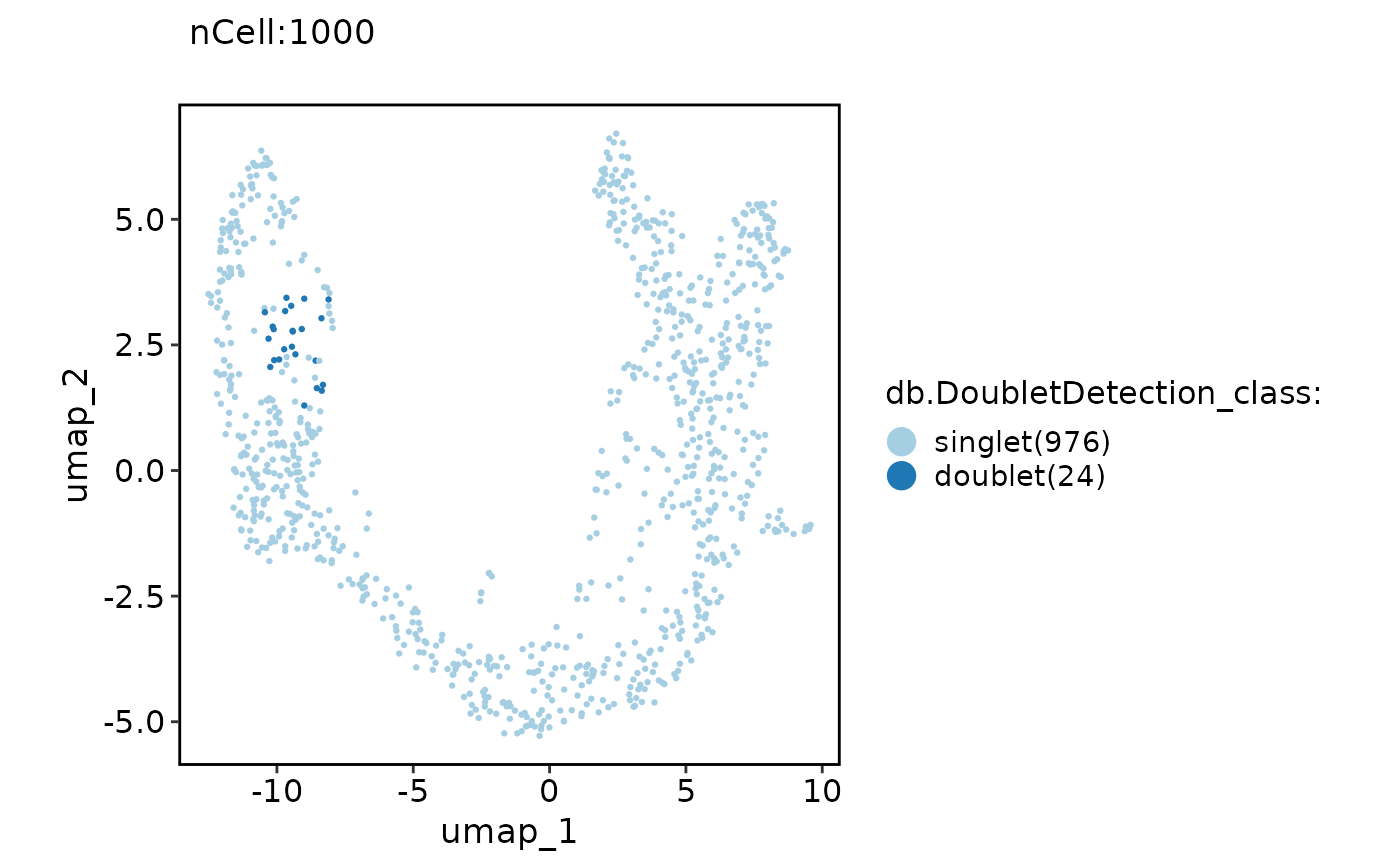 nCell:1000
5.0
2.5
0.0
-2.5
-5.0
umap_2
-10
-5
0
5
10
umap_1
db.DoubletDetection_class:
singlet(976)
doublet(24)